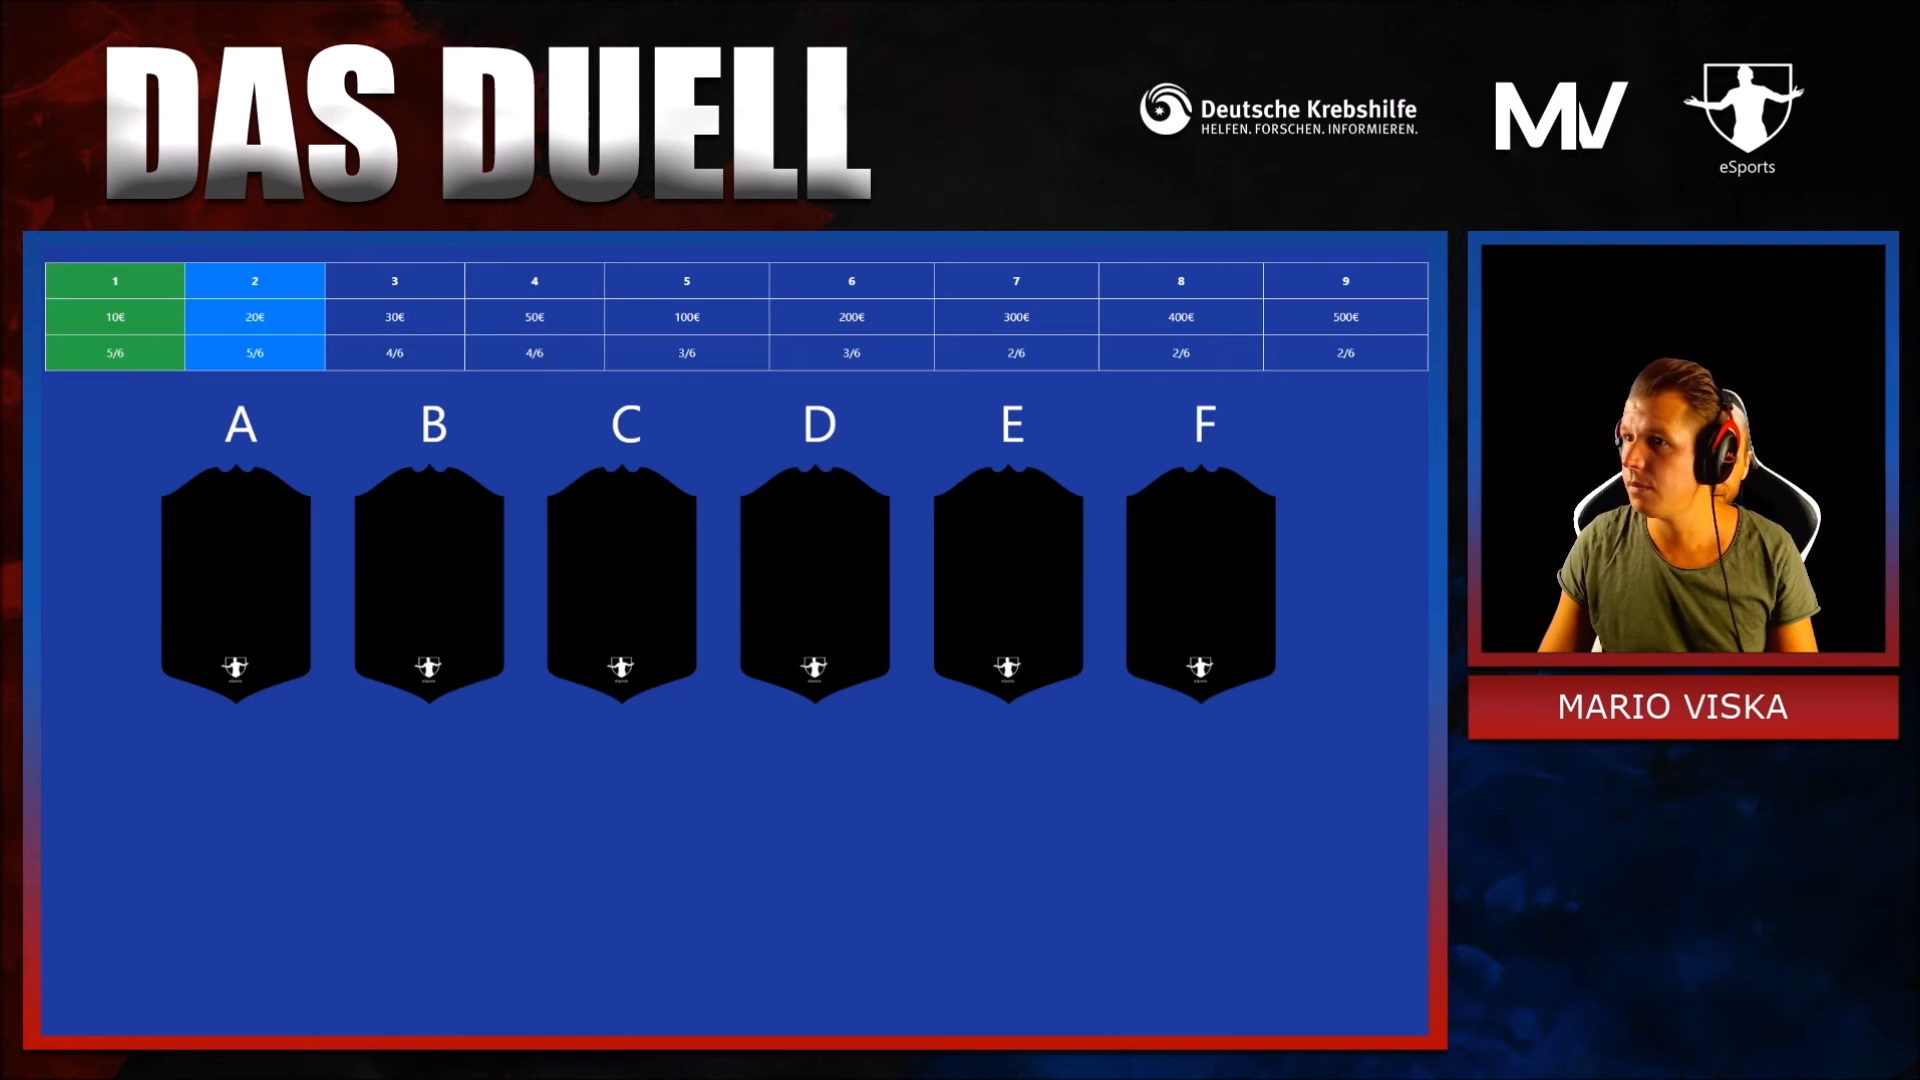 DAS DUELL
Deutsche Krebshilfe
HELFEN. FORSCHEN. INFORMIEREN.
MV
eSports
1 2 3 4 5 6 7 8 9
10€ 20€ 30€ 50€ 100€ 200€ 300€ 400€ 500€
5/6 5/6 4/6 4/6 3/6 3/6 2/6 2/6 2/6
A B C D E F
MARIO VISKA